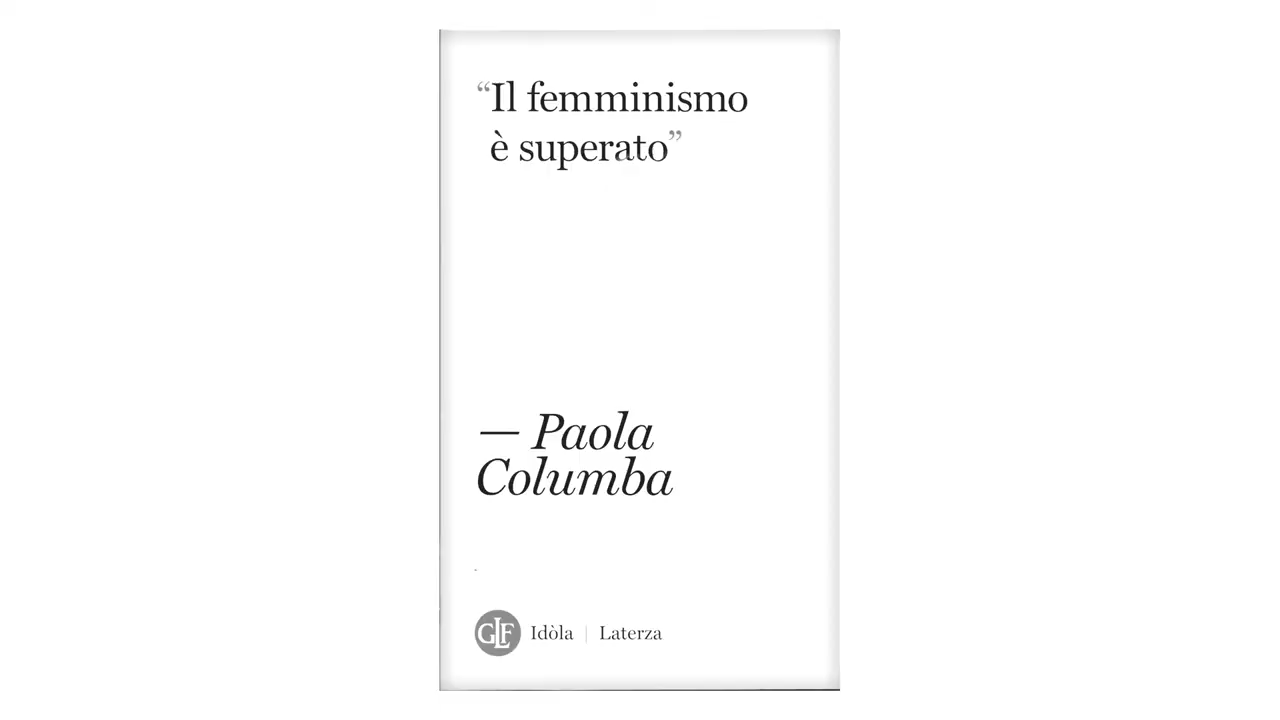 “Il femminismo
è superato”
— Paola
Columba
GLF
Idòla | Laterza